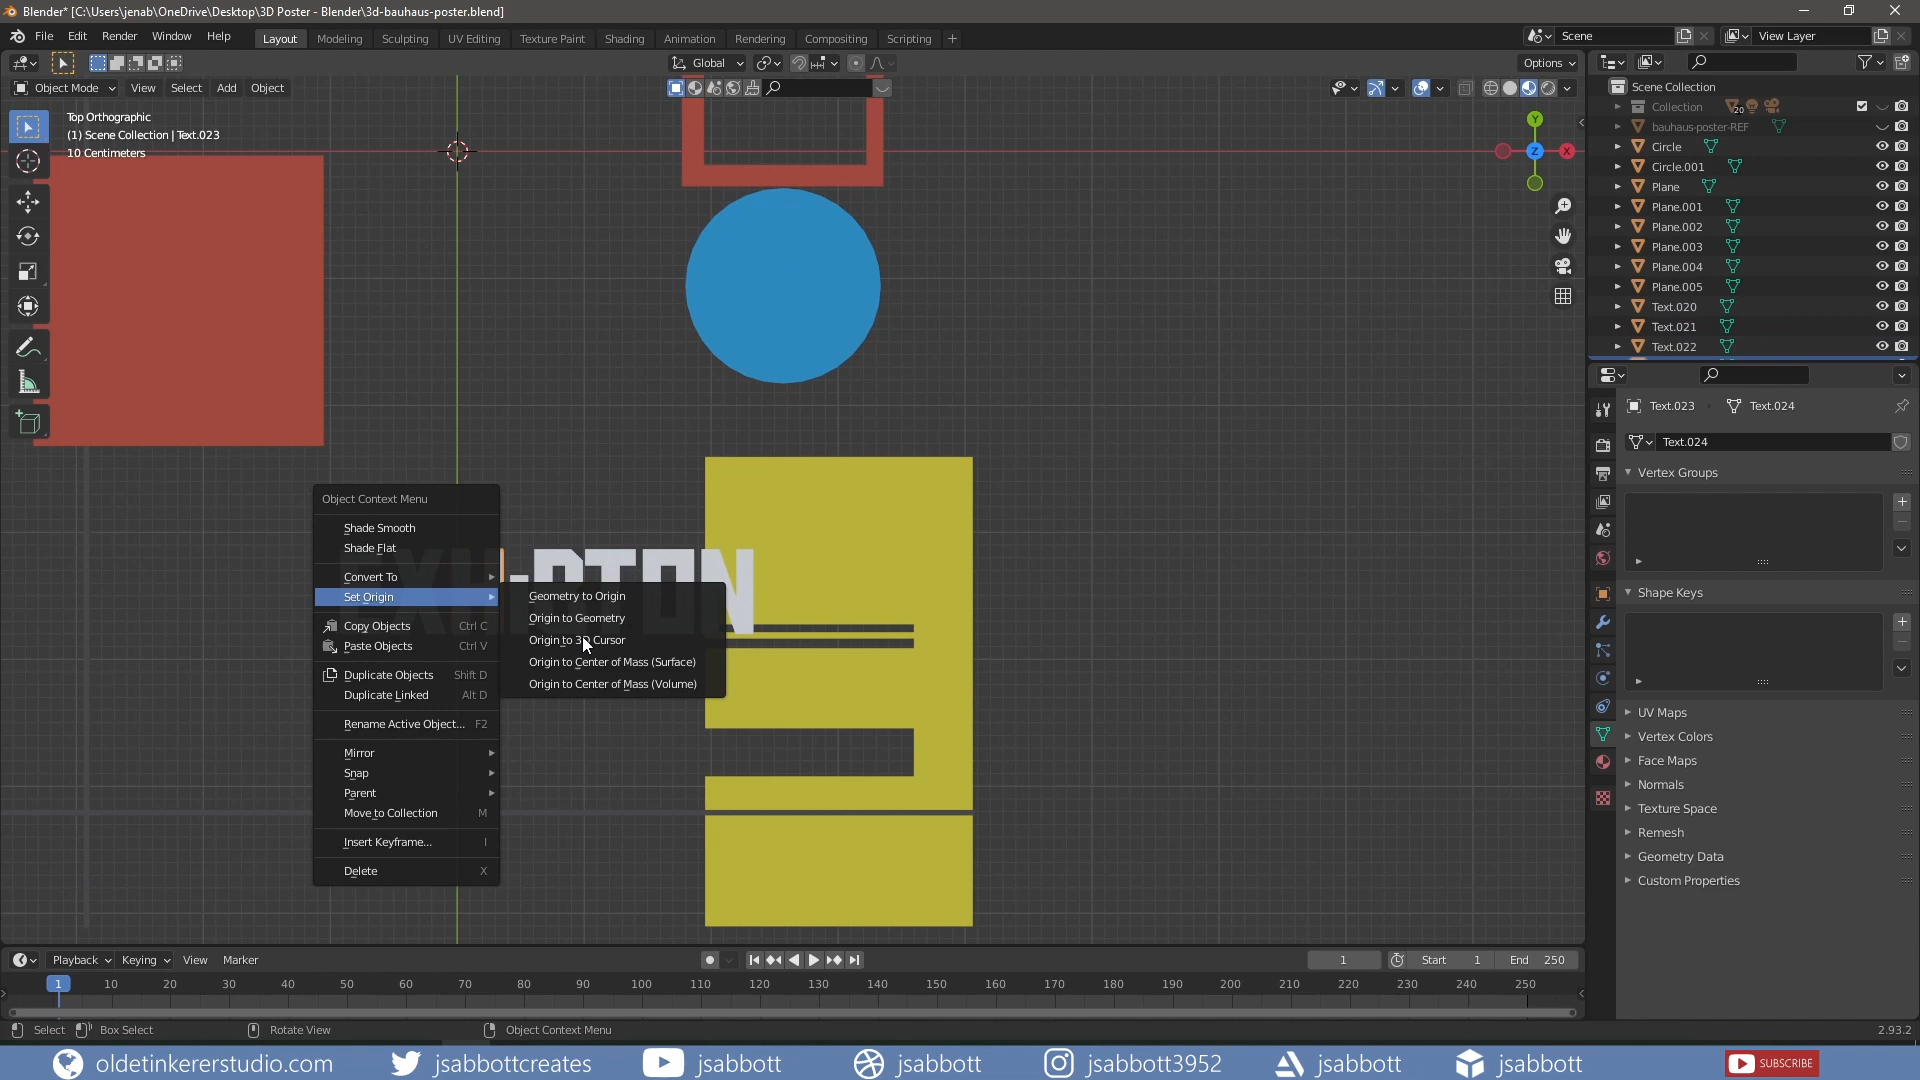 Blender* [C:\Users\jenab\OneDrive\Desktop\3D Poster - Blender\3d-bauhaus-poster.blend]
File Edit Render Window Help
Layout Modeling Sculpting UV Editing Texture Paint Shading Animation Rendering Compositing Scripting +
Scene
View Layer
Global
Options
Object Mode View Select Add Object
Top Orthographic
(1) Scene Collection | Text.023
10 Centimeters
Y
Z
X
Scene Collection
Collection
20
bauhaus-poster-REF
Circle
Circle.001
Plane
Plane.001
Plane.002
Plane.003
Plane.004
Plane.005
Text.020
Text.021
Text.022
Text.023
Text.024
Text.024
Vertex Groups
Shape Keys
UV Maps
Vertex Colors
Face Maps
Normals
Texture Space
Remesh
Geometry Data
Custom Properties
Object Context Menu
Shade Smooth
Shade Flat
Convert To
Set Origin
Copy Objects Ctrl C
Paste Objects Ctrl V
Duplicate Objects Shift D
Duplicate Linked Alt D
Rename Active Object... F2
Mirror
Snap
Parent
Move to Collection M
Insert Keyframe... I
Delete X
Geometry to Origin
Origin to Geometry
Origin to 3D Cursor
Origin to Center of Mass (Surface)
Origin to Center of Mass (Volume)
Playback Keying View Marker
1
Start 1
End 250
1 10 20 30 40 50 60 70 80 90 100 110 120 130 140 150 160 170 180 190 200 210 220 230 240 250
Select Box Select Rotate View Object Context Menu
2.93.2
oldetinkererstudio.com jsabbottcreates jsabbott jsabbott jsabbott3952 jsabbott jsabbott SUBSCRIBE